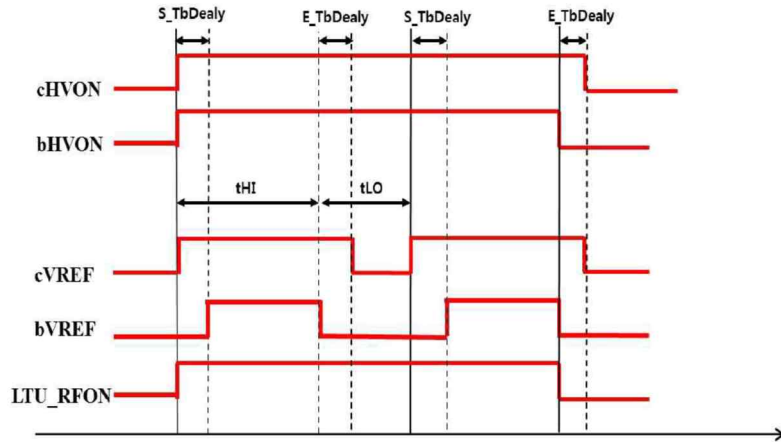 S_TbDealy E_TbDealy S_TbDealy E_TbDealy
cHVON
bHVON
tHI tLO
cVREF
bVREF
LTU_RFON